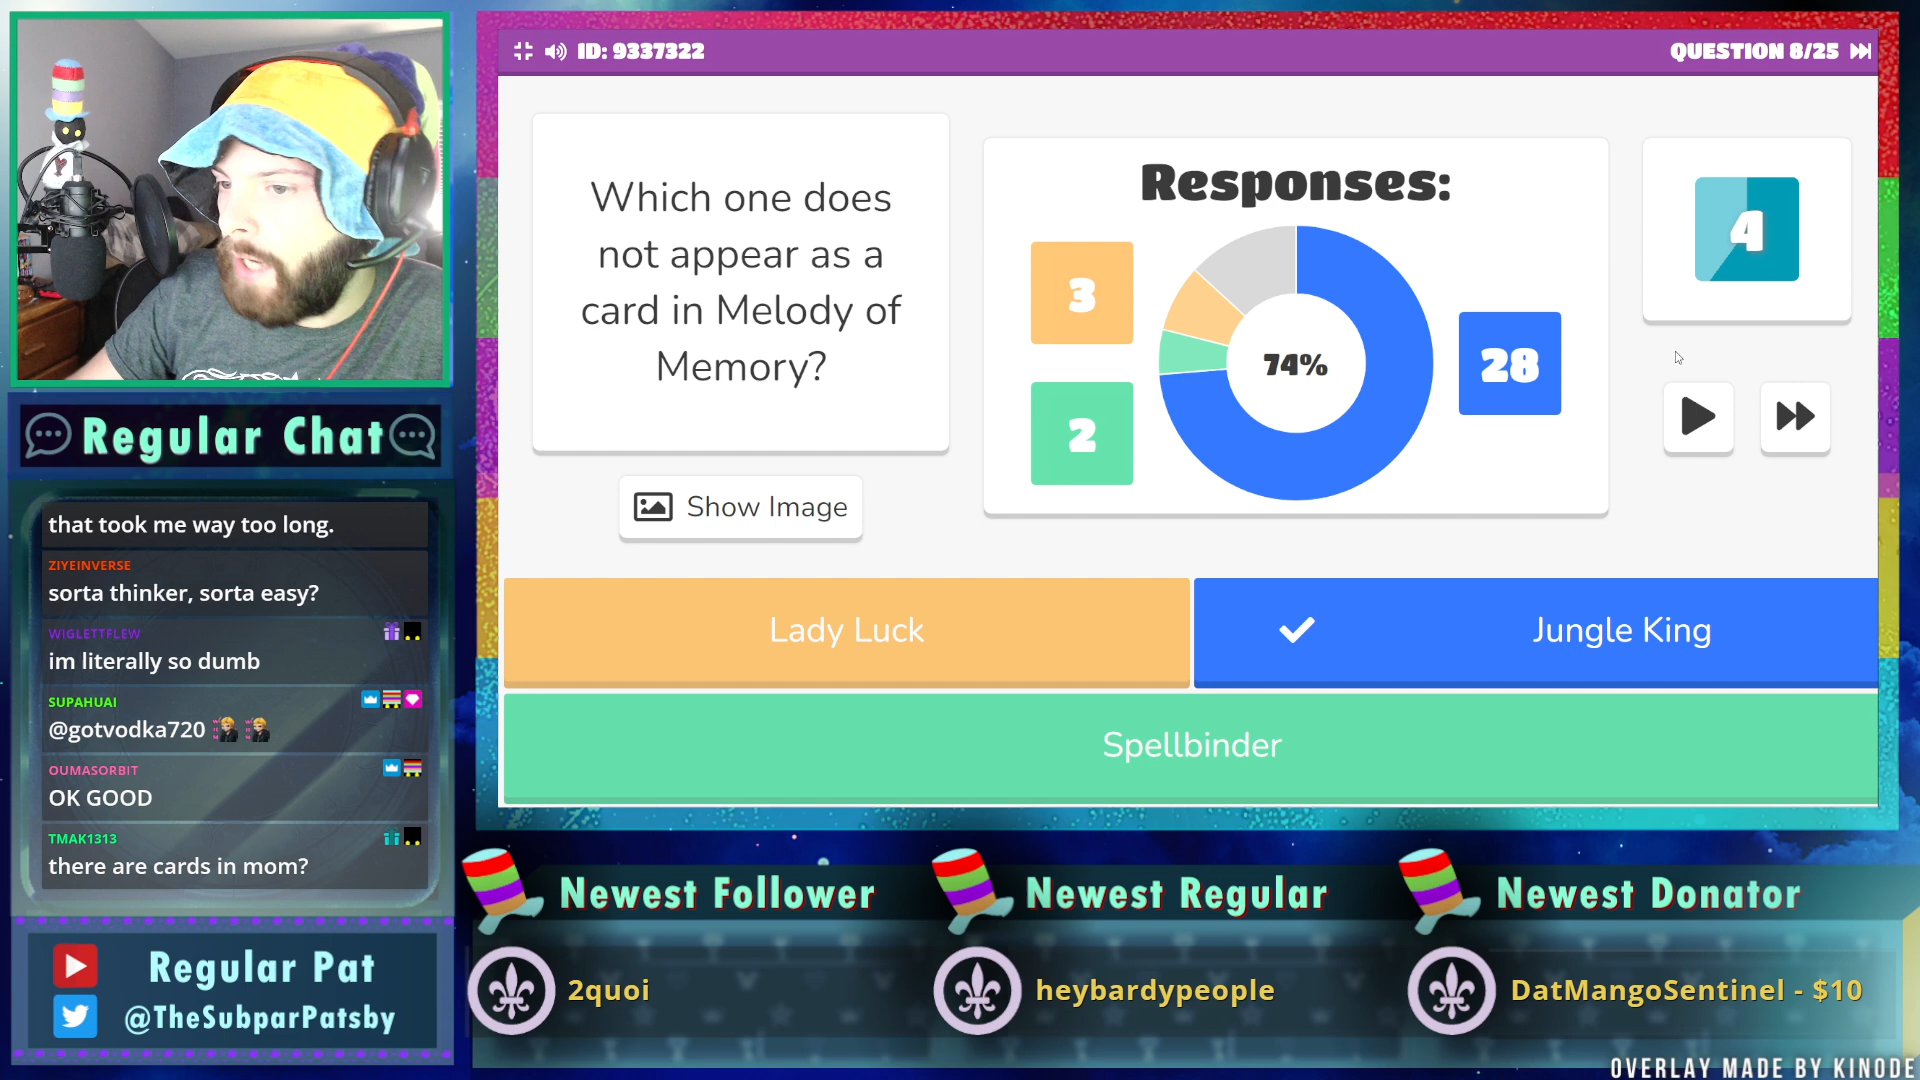 ID: 9337322
QUESTION 8/25
Which one does
not appear as a
card in Melody of
Memory?
Show Image
Responses:
3
2
74%
28
4
Lady Luck
Jungle King
Spellbinder
Regular Chat
that took me way too long.
ZIYEINVERSE
sorta thinker, sorta easy?
WIGLETTFLEW
im literally so dumb
SUPAHUAI
@gotvodka720
OUMASORBIT
OK GOOD
TMAK1313
there are cards in mom?
Regular Pat
@TheSubparPatsby
Newest Follower
2quoi
Newest Regular
heybardypeople
Newest Donator
DatMangoSentinel - $10
OVERLAY MADE BY KINODE